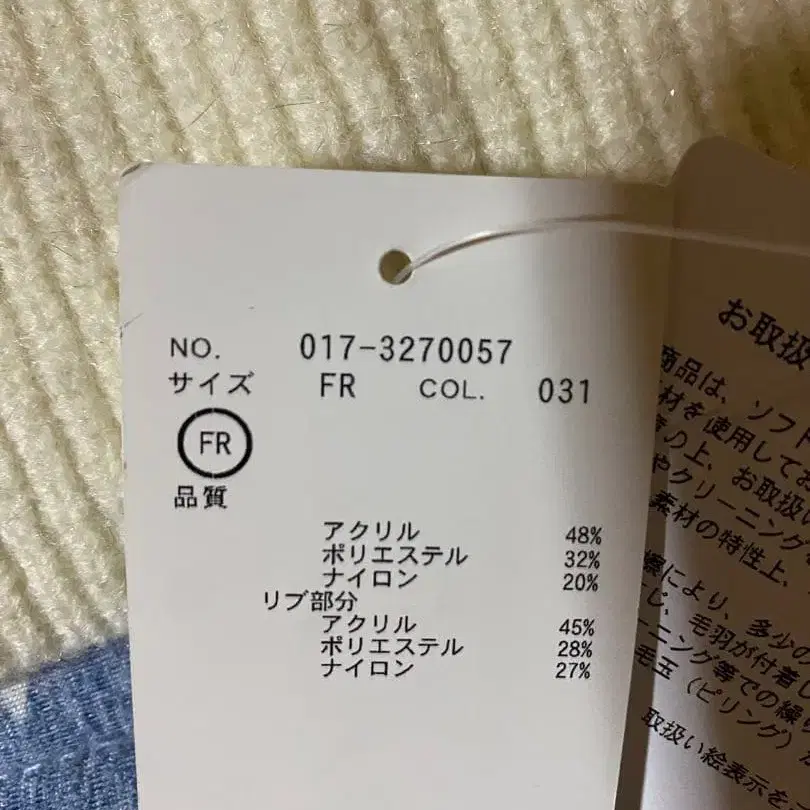 NO. 017-3270057
サイズ FR COL. 031
FR
品質
アクリル 48%
ポリエステル 32%
ナイロン 20%
リブ部分
アクリル 45%
ポリエステル 28%
ナイロン 27%
お取扱
商品は、ソフト
材を使用してお
の上、お取扱い
やクリーニング
素材の特性上、
擦により、多少の
じ、毛羽が付着し
ーニング等での繰り
毛玉（ピリング）が
取扱い絵表示を